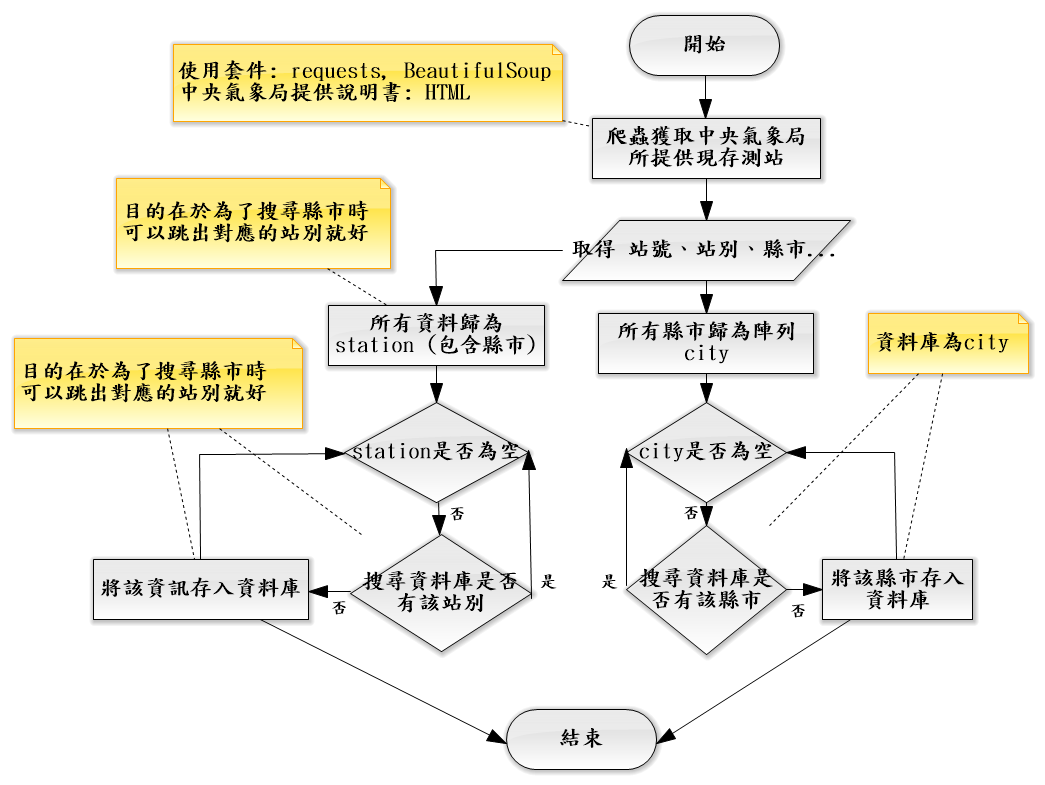 開始
使用套件: requests, BeautifulSoup
中央氣象局提供說明書: HTML
爬蟲獲取中央氣象局
所提供現存測站
目的在於為了搜尋縣市時
可以跳出對應的站別就好
取得 站號、站別、縣市...
所有資料歸為
station (包含縣市)
所有縣市歸為陣列
city
資料庫為city
目的在於為了搜尋縣市時
可以跳出對應的站別就好
station是否為空
city是否為空
否
否
將該資訊存入資料庫
否
搜尋資料庫是否
有該站別
是
是
搜尋資料庫是
否有該縣市
否
將該縣市存入
資料庫
結束